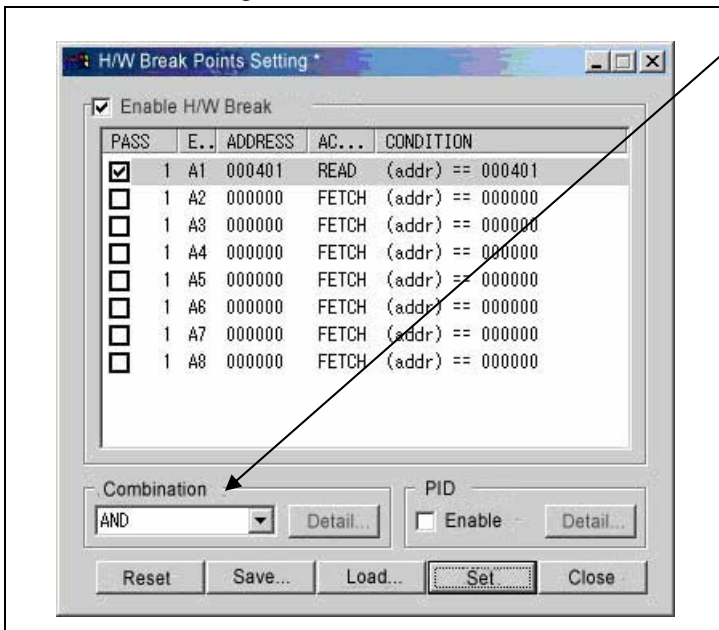 H/W Break Points Setting *
Enable H/W Break
PASS E.. ADDRESS AC... CONDITION
1 A1 000401 READ (addr) == 000401
1 A2 000000 FETCH (addr) == 000000
1 A3 000000 FETCH (addr) == 000000
1 A4 000000 FETCH (addr) == 000000
1 A5 000000 FETCH (addr) == 000000
1 A6 000000 FETCH (addr) == 000000
1 A7 000000 FETCH (addr) == 000000
1 A8 000000 FETCH (addr) == 000000
Combination PID
AND Detail... Enable Detail...
Reset Save... Load... Set Close